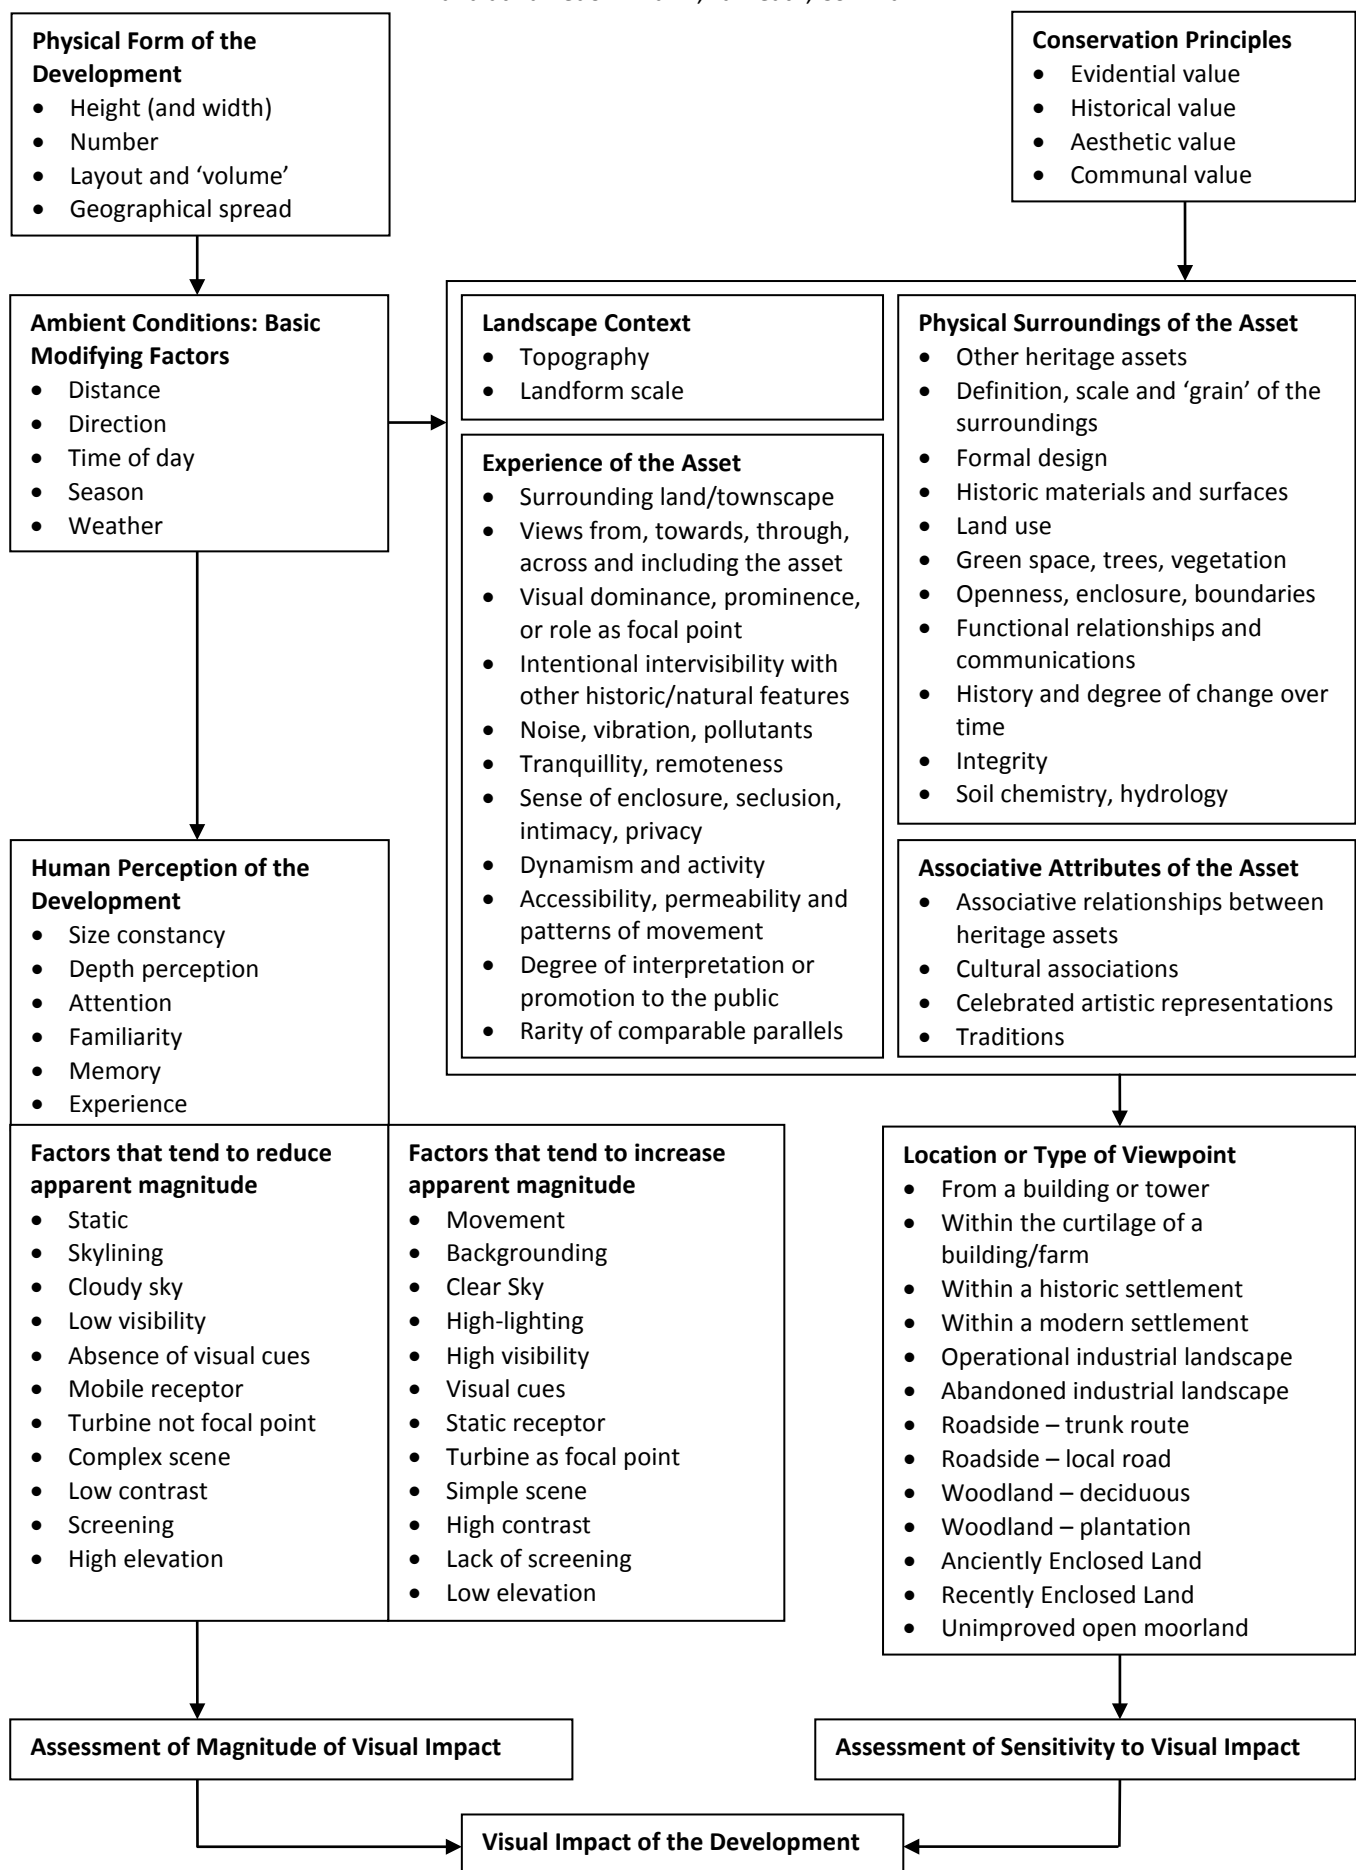 Physical Form of the
Development
• Height (and width)
• Number
• Layout and ‘volume’
• Geographical spread
Conservation Principles
• Evidential value
• Historical value
• Aesthetic value
• Communal value
Ambient Conditions: Basic
Modifying Factors
• Distance
• Direction
• Time of day
• Season
• Weather
Landscape Context
• Topography
• Landform scale
Experience of the Asset
• Surrounding land/townscape
• Views from, towards, through,
across and including the asset
• Visual dominance, prominence,
or role as focal point
• Intentional intervisibility with
other historic/natural features
• Noise, vibration, pollutants
• Tranquillity, remoteness
• Sense of enclosure, seclusion,
intimacy, privacy
• Dynamism and activity
• Accessibility, permeability and
patterns of movement
• Degree of interpretation or
promotion to the public
• Rarity of comparable parallels
Physical Surroundings of the Asset
• Other heritage assets
• Definition, scale and ‘grain’ of the
surroundings
• Formal design
• Historic materials and surfaces
• Land use
• Green space, trees, vegetation
• Openness, enclosure, boundaries
• Functional relationships and
communications
• History and degree of change over
time
• Integrity
• Soil chemistry, hydrology
Associative Attributes of the Asset
• Associative relationships between
heritage assets
• Cultural associations
• Celebrated artistic representations
• Traditions
Human Perception of the
Development
• Size constancy
• Depth perception
• Attention
• Familiarity
• Memory
• Experience
Factors that tend to reduce
apparent magnitude
• Static
• Skylining
• Cloudy sky
• Low visibility
• Absence of visual cues
• Mobile receptor
• Turbine not focal point
• Complex scene
• Low contrast
• Screening
• High elevation
Factors that tend to increase
apparent magnitude
• Movement
• Backgrounding
• Clear Sky
• High-lighting
• High visibility
• Visual cues
• Static receptor
• Turbine as focal point
• Simple scene
• High contrast
• Lack of screening
• Low elevation
Location or Type of Viewpoint
• From a building or tower
• Within the curtilage of a
building/farm
• Within a historic settlement
• Within a modern settlement
• Operational industrial landscape
• Abandoned industrial landscape
• Roadside – trunk route
• Roadside – local road
• Woodland – deciduous
• Woodland – plantation
• Anciently Enclosed Land
• Recently Enclosed Land
• Unimproved open moorland
Assessment of Magnitude of Visual Impact
Assessment of Sensitivity to Visual Impact
Visual Impact of the Development